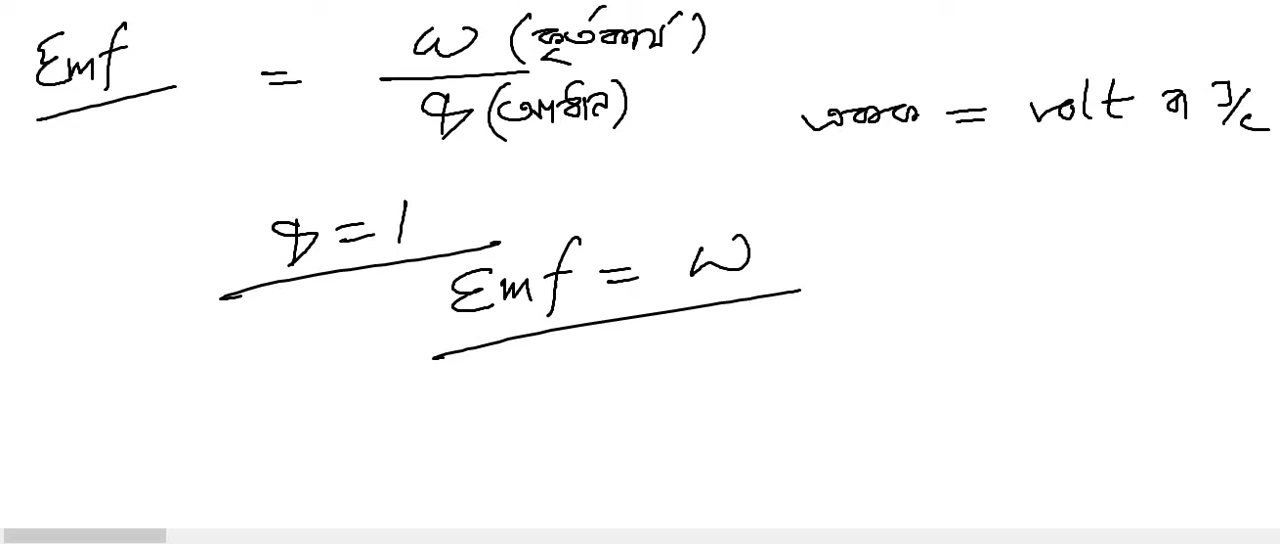 Emf = ω (কৃতকার্য)
q (আধান) একক = volt বা J/c
q = 1
Emf = ω